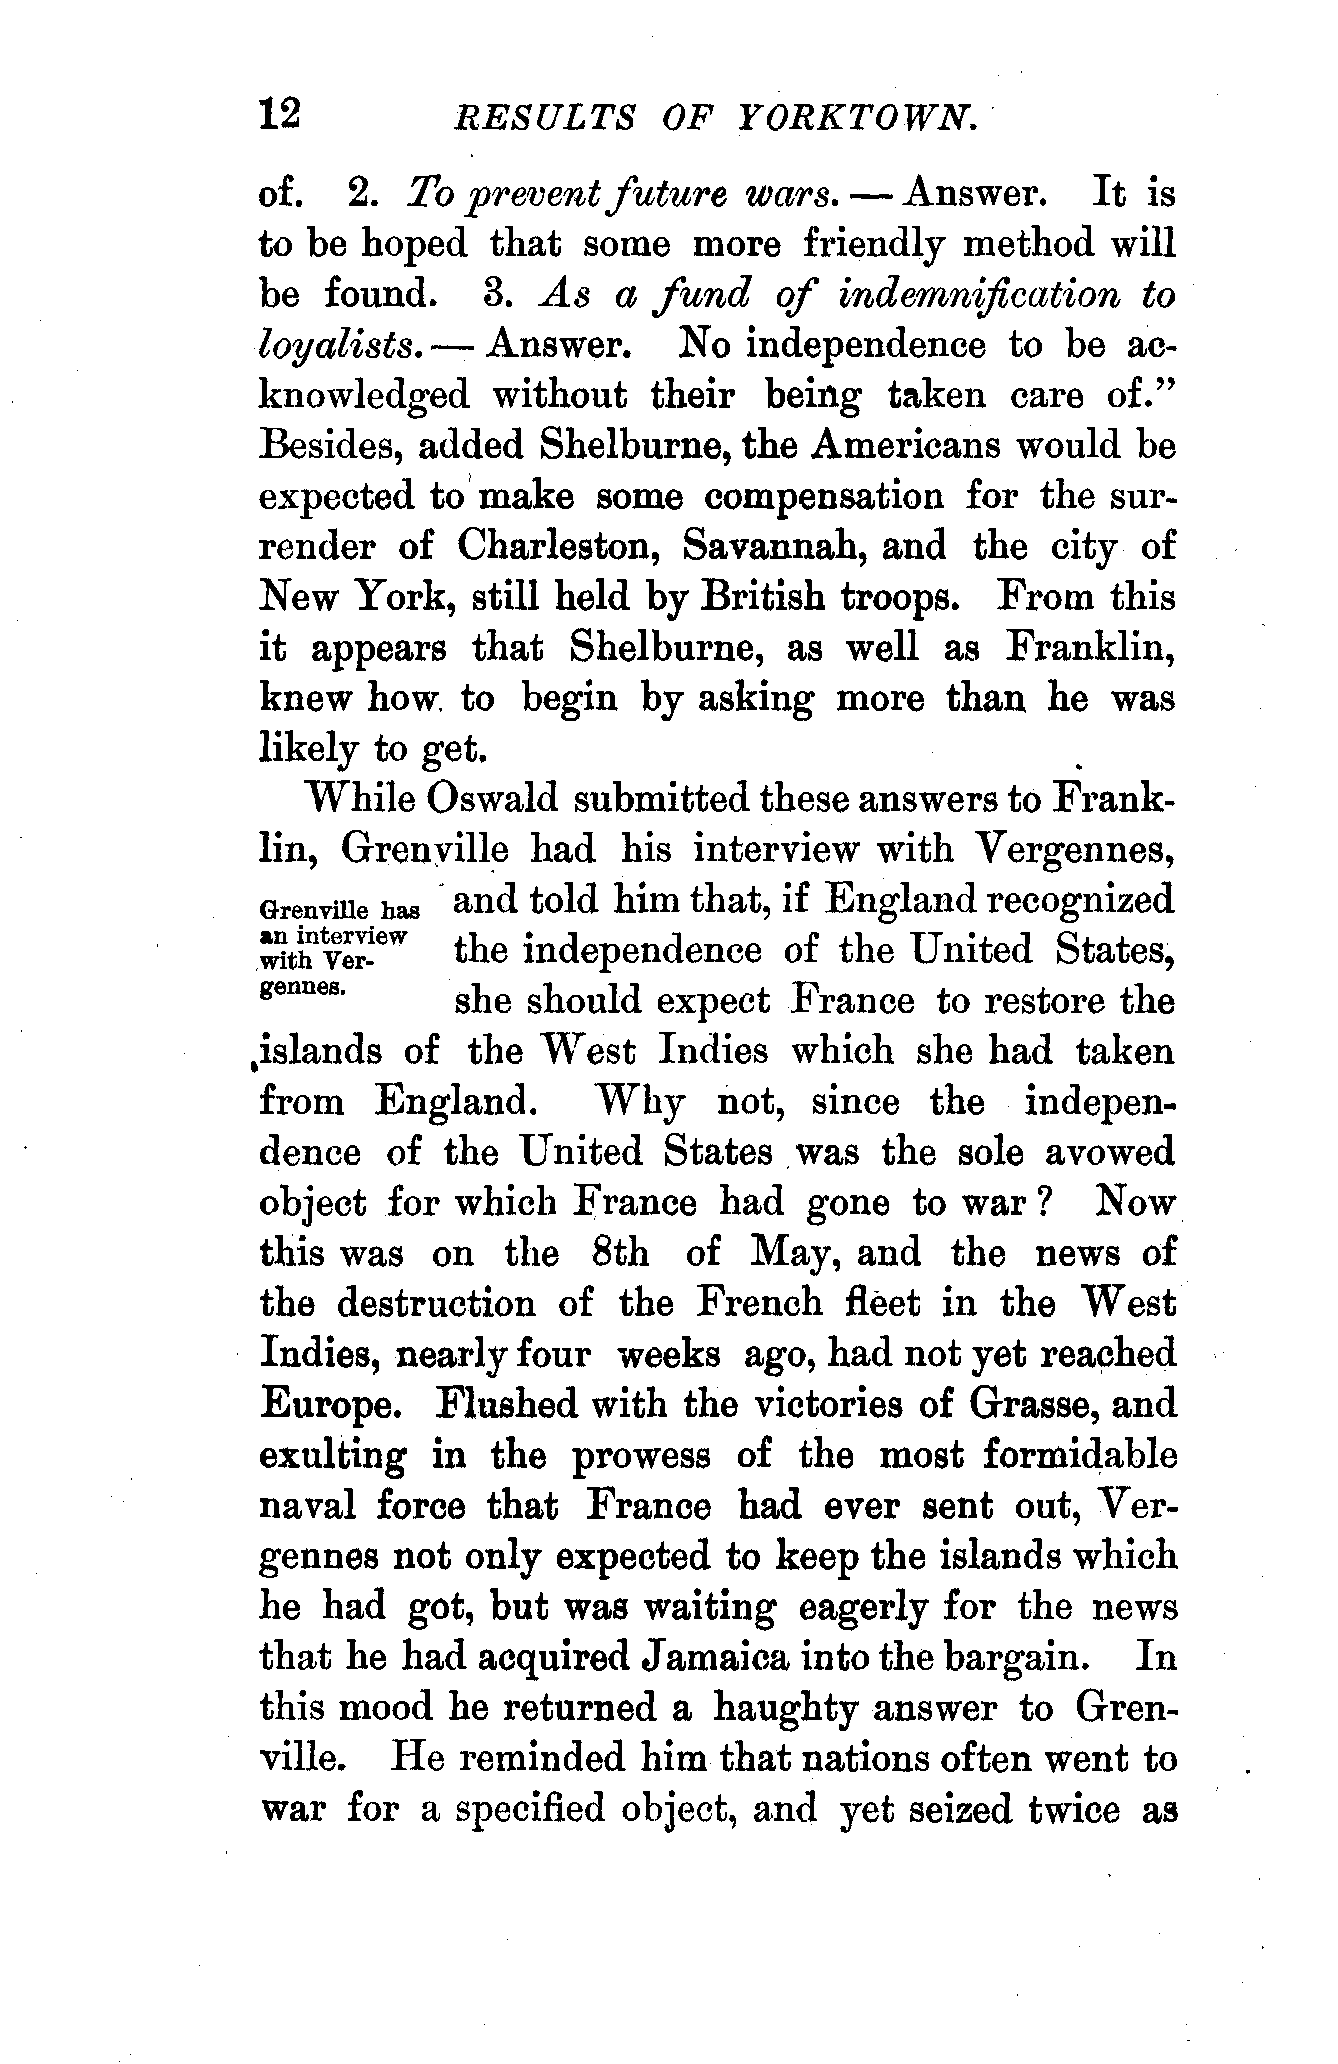 12 RESULTS OF YORKTOWN.
of. 2. To prevent future wars. — Answer. It is
to be hoped that some more friendly method will
be found. 3. As a fund of indemnification to
loyalists. — Answer. No independence to be ac-
knowledged without their being taken care of.”
Besides, added Shelburne, the Americans would be
expected to make some compensation for the sur-
render of Charleston, Savannah, and the city of
New York, still held by British troops. From this
it appears that Shelburne, as well as Franklin,
knew how to begin by asking more than he was
likely to get.
While Oswald submitted these answers to Frank-
lin, Grenville had his interview with Vergennes,
Grenville has
an interview
with Ver-
gennes.
and told him that, if England recognized
the independence of the United States,
she should expect France to restore the
islands of the West Indies which she had taken
from England. Why not, since the indepen-
dence of the United States was the sole avowed
object for which France had gone to war? Now
this was on the 8th of May, and the news of
the destruction of the French fleet in the West
Indies, nearly four weeks ago, had not yet reached
Europe. Flushed with the victories of Grasse, and
exulting in the prowess of the most formidable
naval force that France had ever sent out, Ver-
gennes not only expected to keep the islands which
he had got, but was waiting eagerly for the news
that he had acquired Jamaica into the bargain. In
this mood he returned a haughty answer to Gren-
ville. He reminded him that nations often went to
war for a specified object, and yet seized twice as